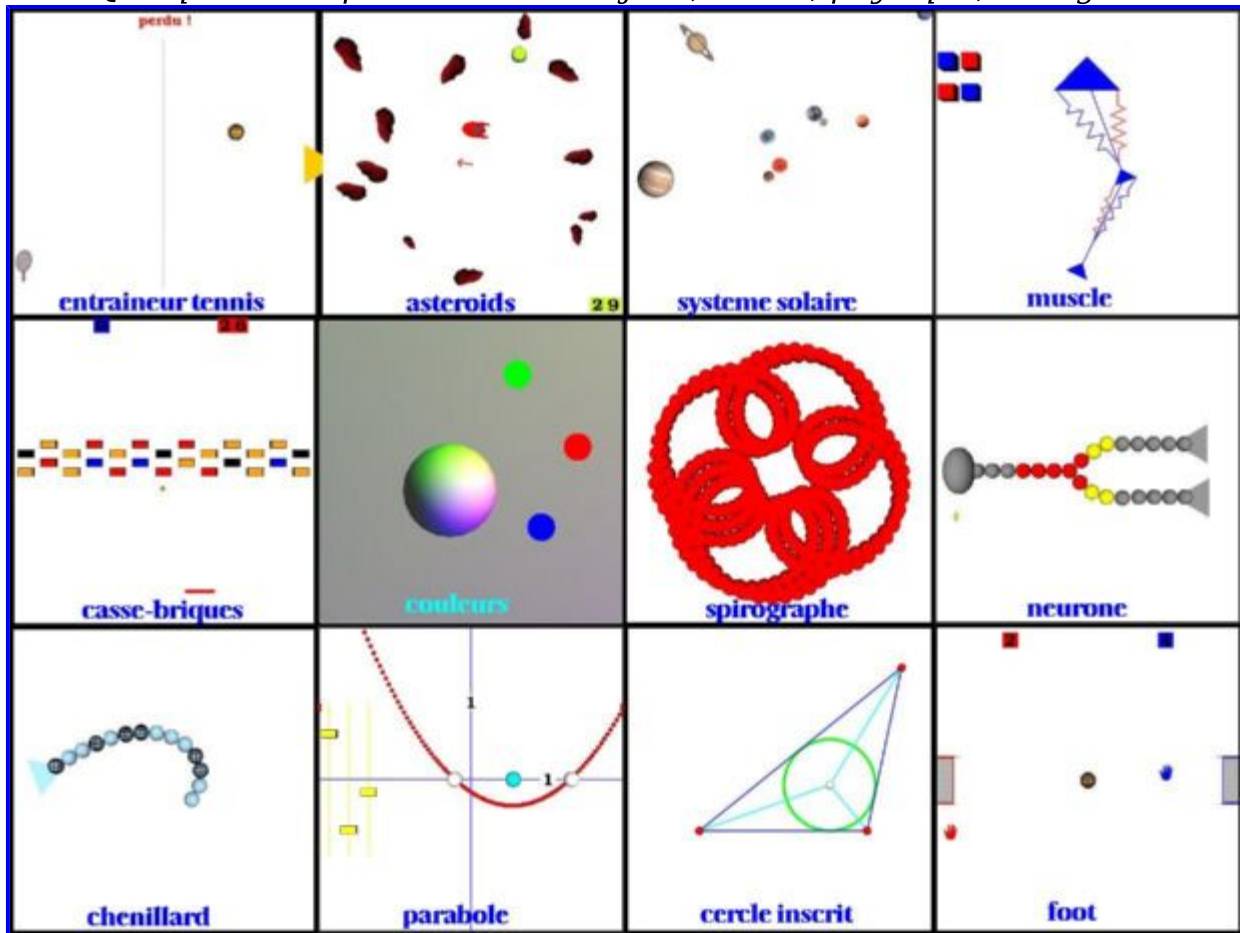 perdu !
entraineur tennis
asteroids
29
systeme solaire
muscle
28
casse-briques
couleurs
spirographe
neurone
chenillard
1
1
parabole
cercle inscrit
2
foot